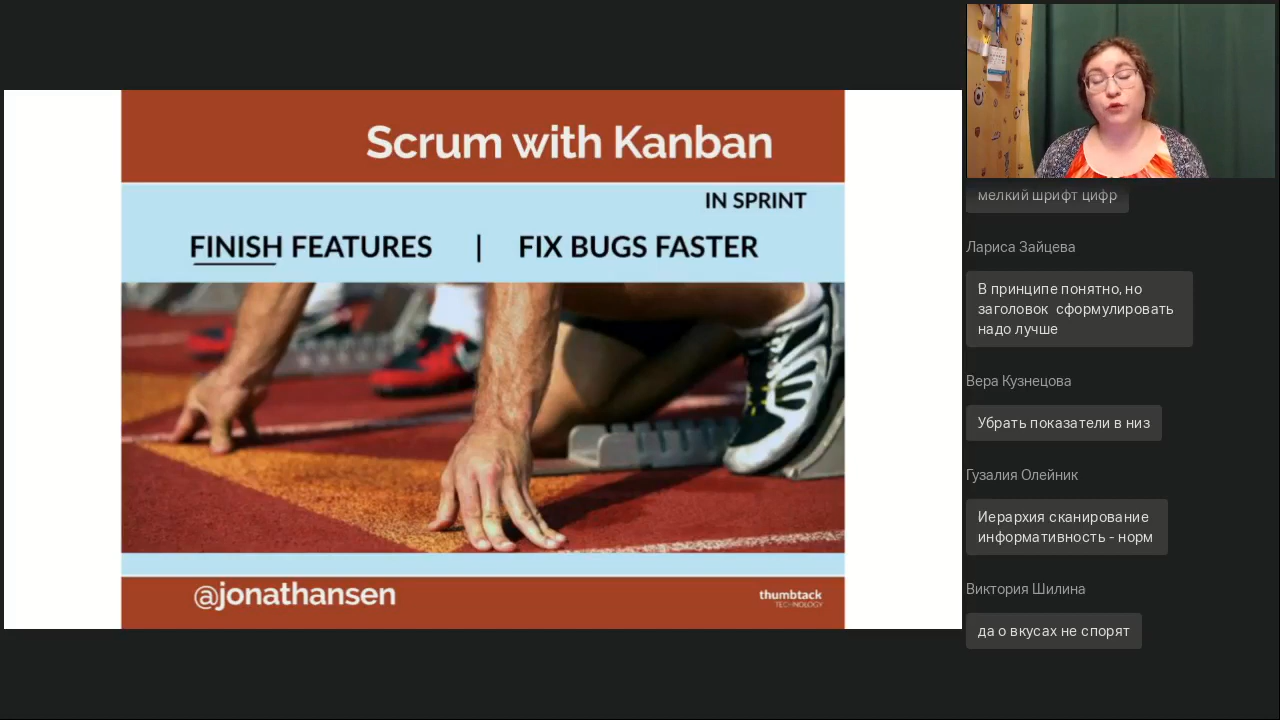 Scrum with Kanban
IN SPRINT
FINISH FEATURES | FIX BUGS FASTER
@jonathansen
thumbtack
TECHNOLOGY
мелкий шрифт цифр
Лариса Зайцева
В принципе понятно, но
заголовок сформулировать
надо лучше
Вера Кузнецова
Убрать показатели в низ
Гузалия Олейник
Иерархия сканирование
информативность - норм
Виктория Шилина
да о вкусах не спорят